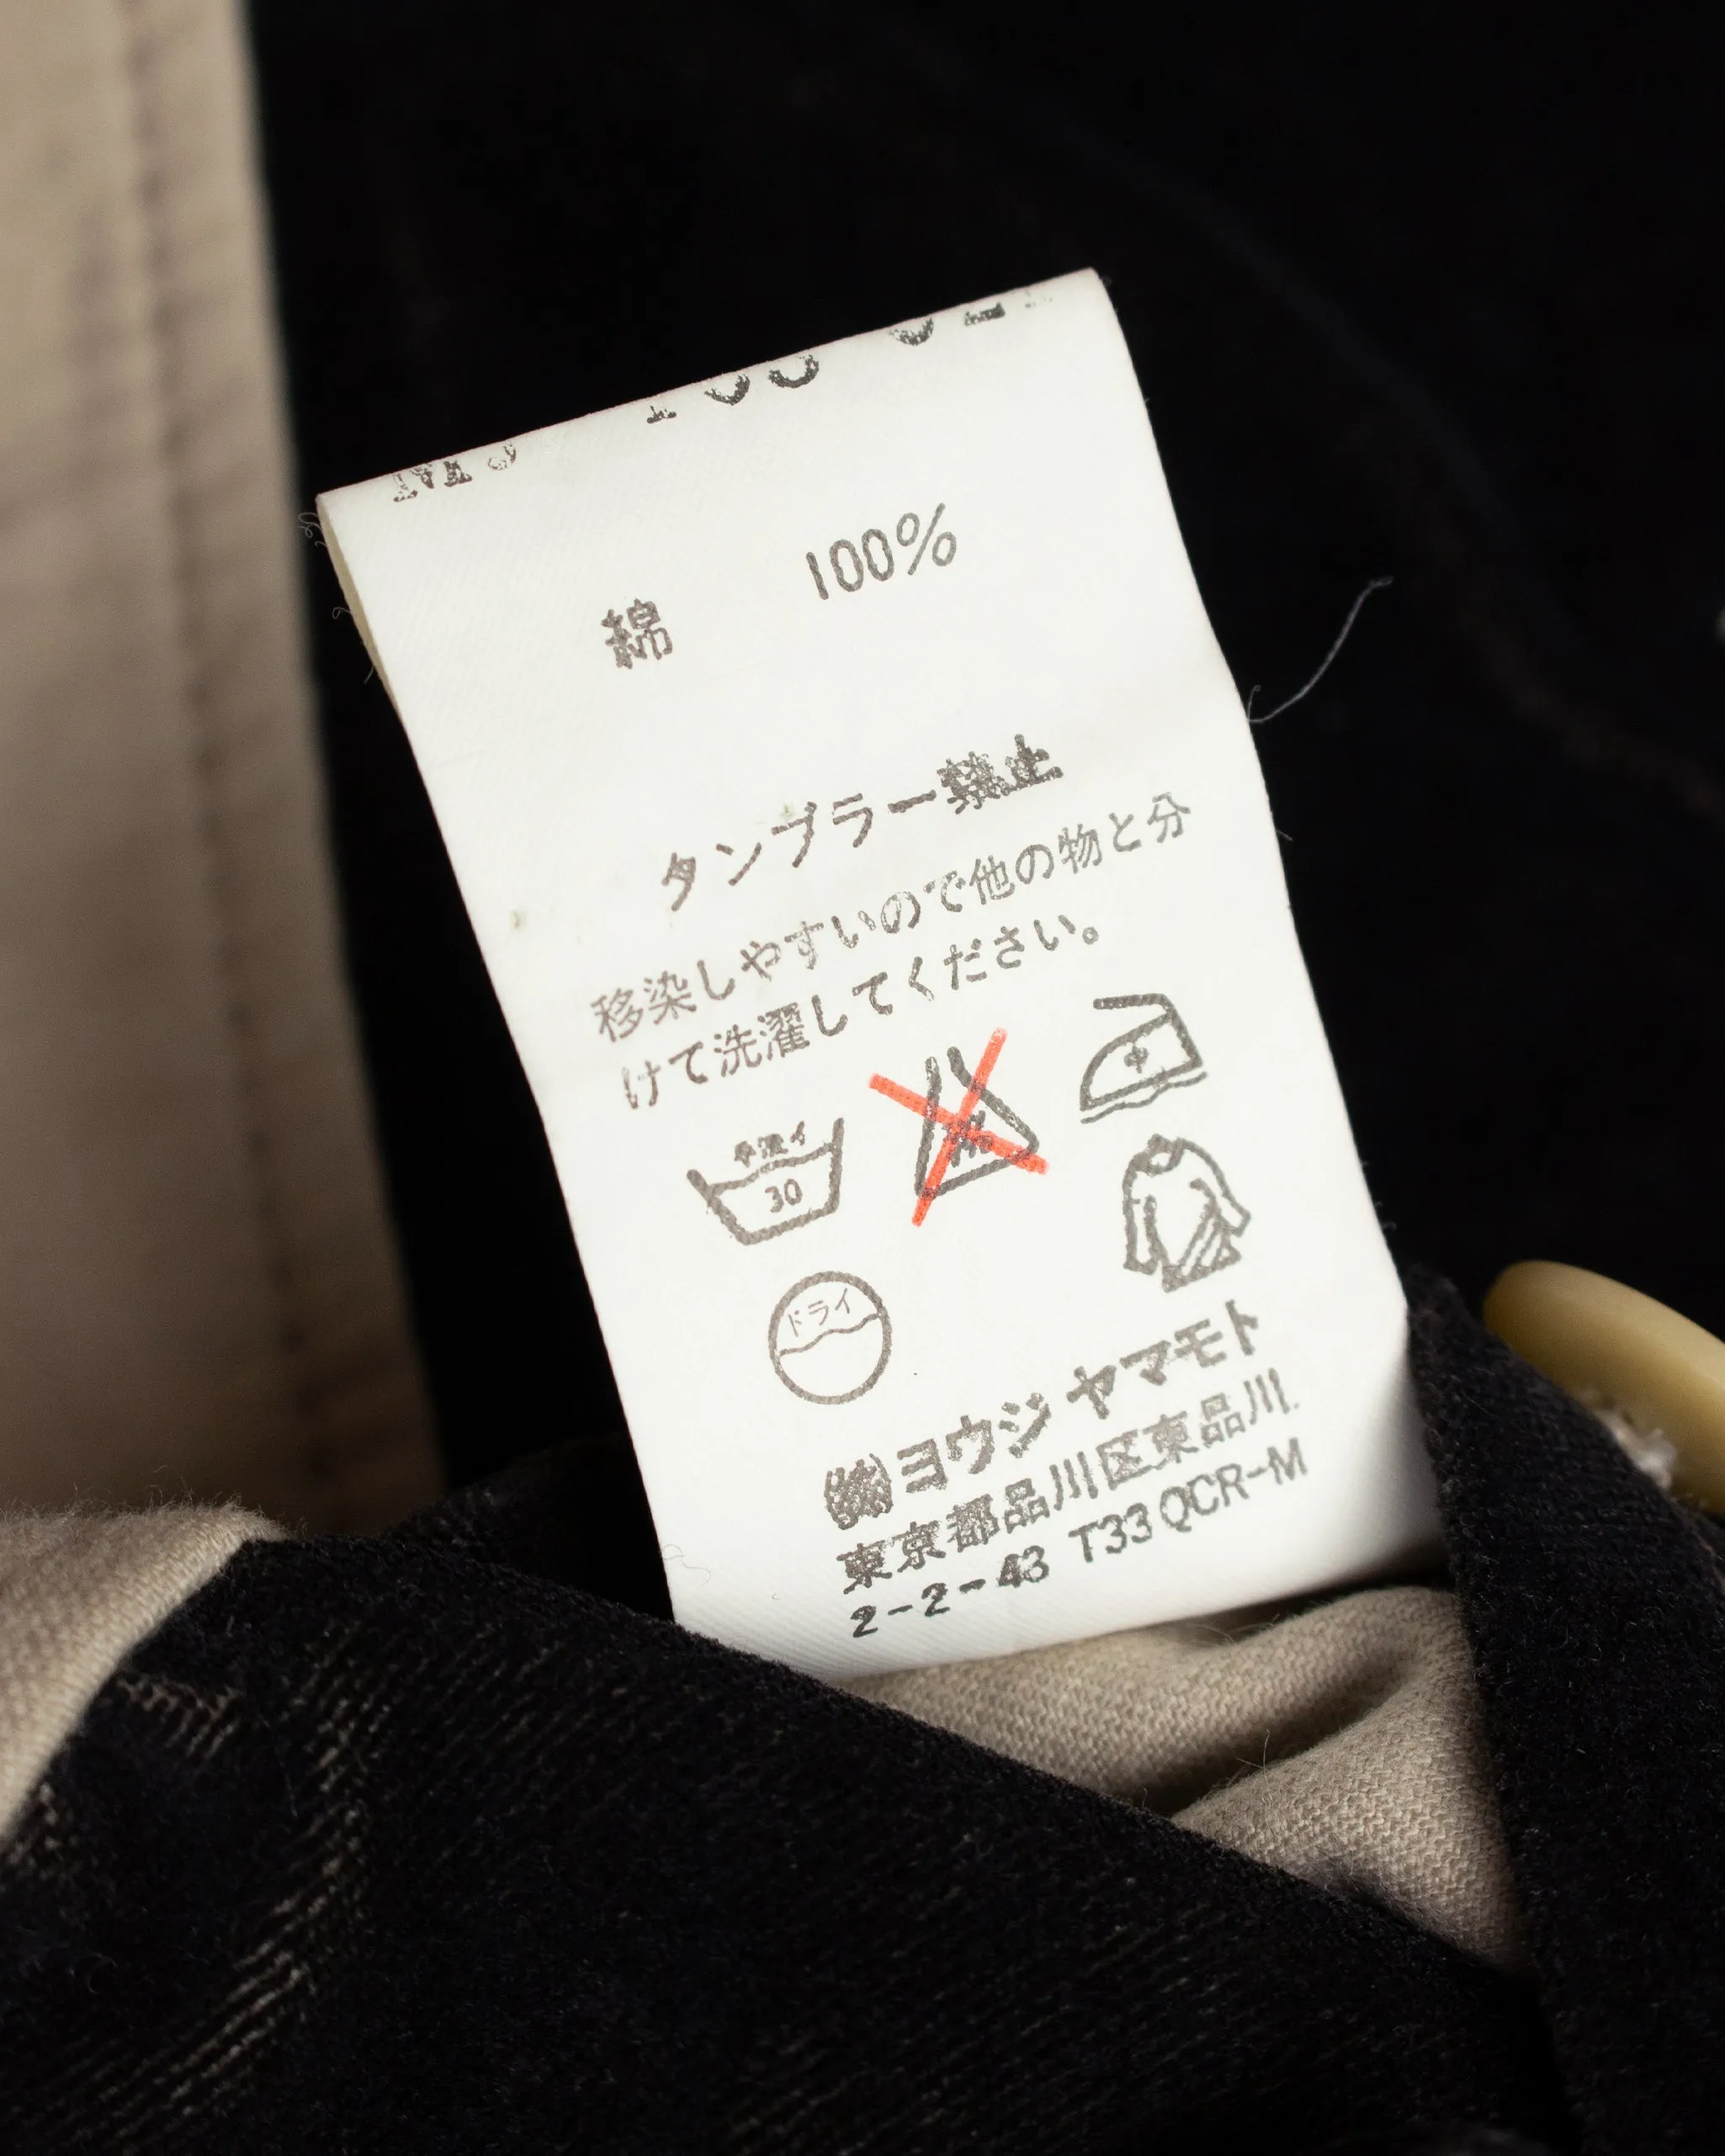 綿 100%
タンブラー禁止
移染しやすいので他の物と分
けて洗濯してください。
中
手洗イ
30
ドライ
㈱ヨウジ ヤマモト
東京都品川区東品川
2-2-43 T33QCR-M